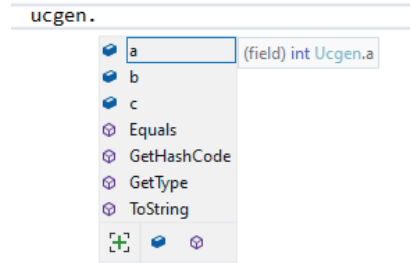 ucgen.
a
(field) int Ucgen.a
b
c
Equals
GetHashCode
GetType
ToString